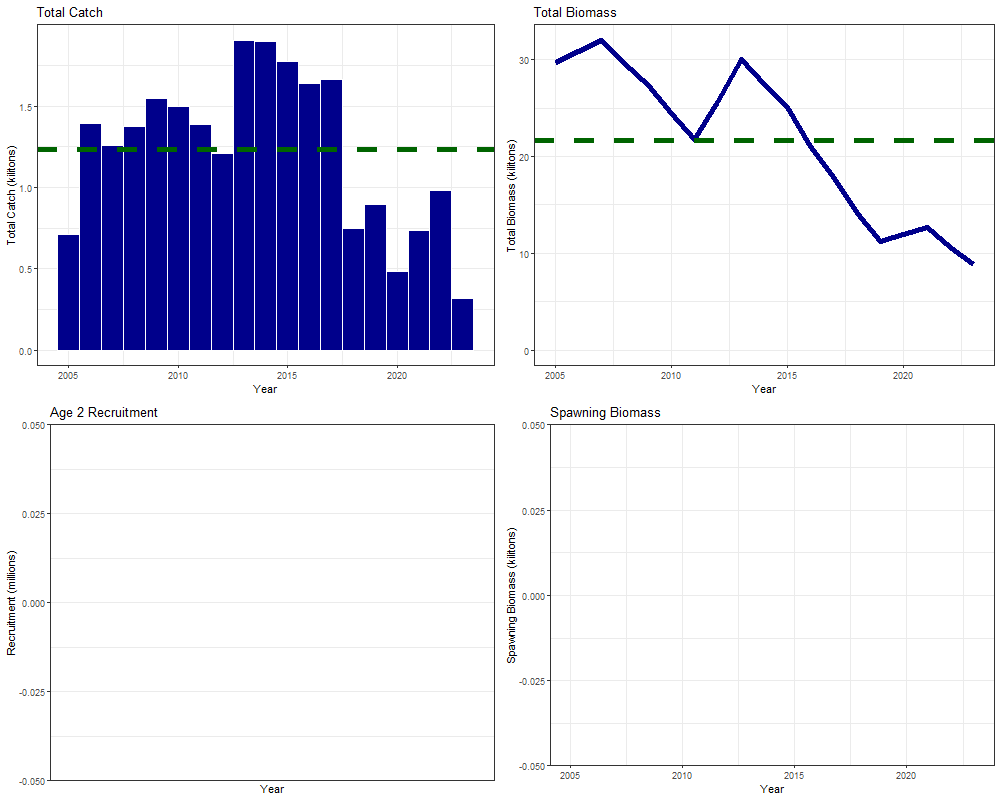 Total Catch
Total Catch (kilitons)
1.5
1.0
0.5
0.0
2005
2010
2015
2020
Year
Total Biomass
Total Biomass (kilitons)
30
20
10
0
2005
2010
2015
2020
Year
Age 2 Recruitment
Recruitment (millions)
0.050
0.025
0.000
-0.025
-0.050
Year
Spawning Biomass
Spawning Biomass (kilitons)
0.050
0.025
0.000
-0.025
-0.050
2005
2010
2015
2020
Year